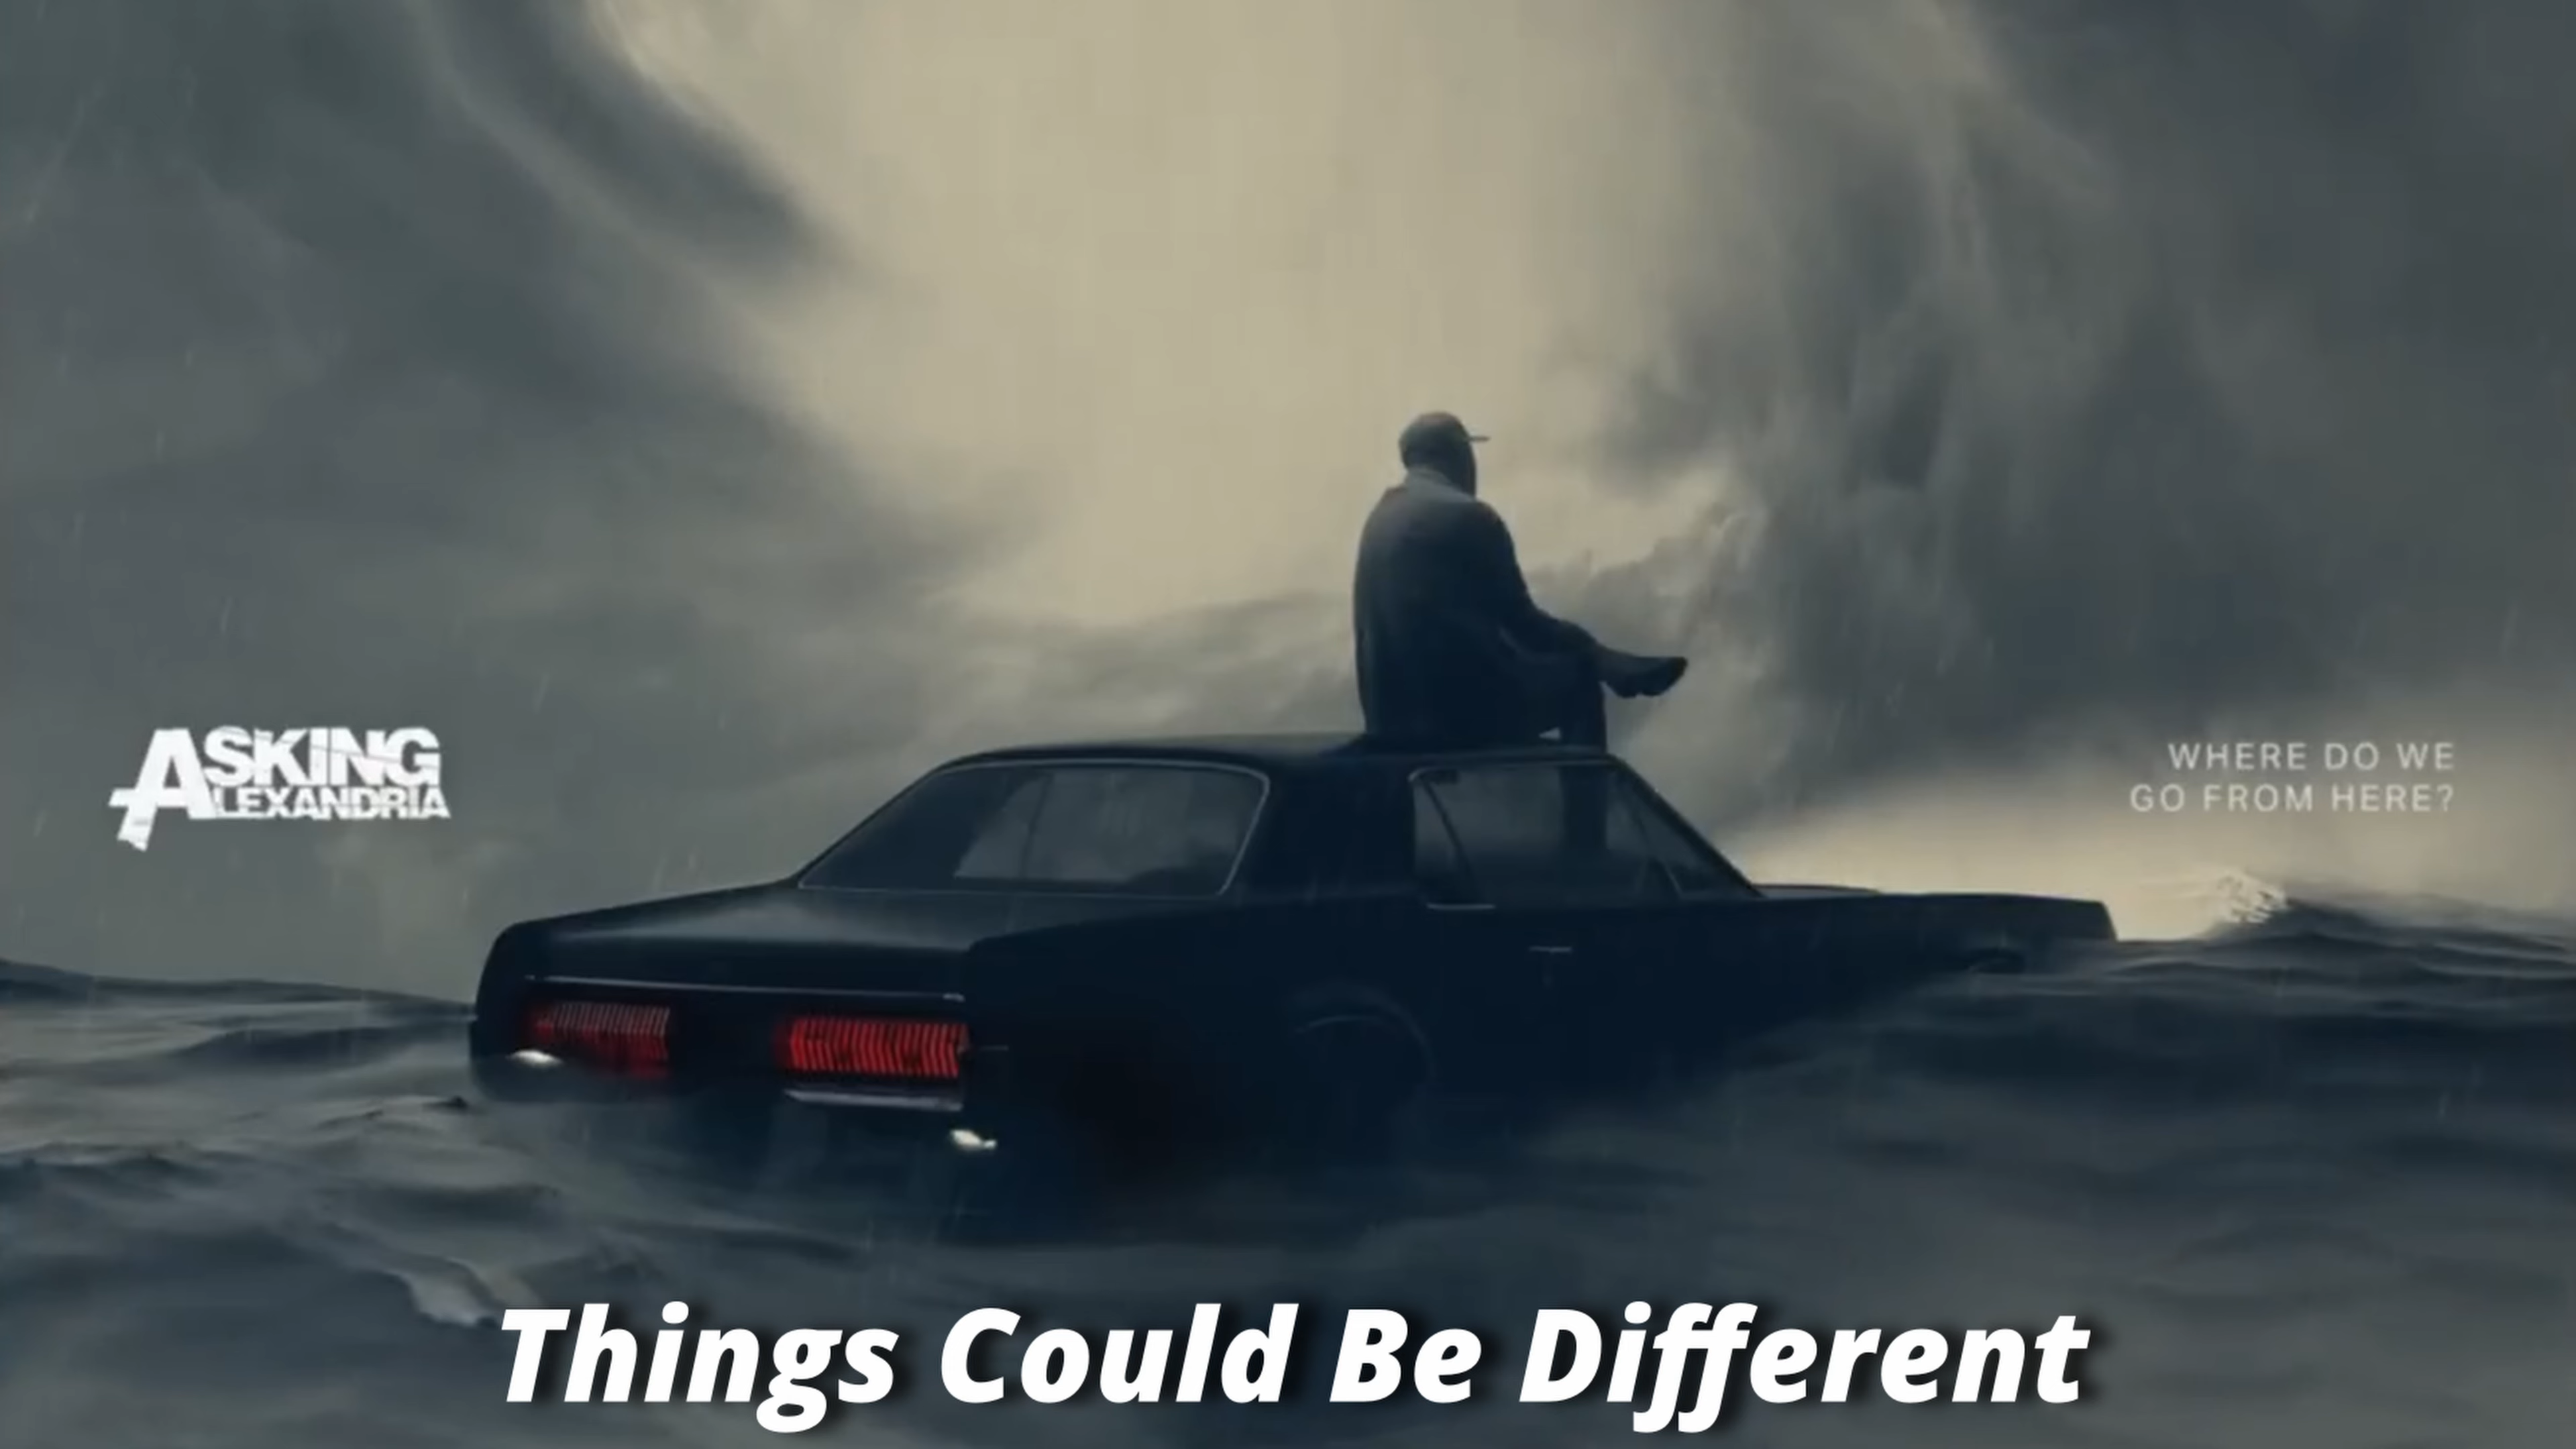 ASKING
ALEXANDRIA
WHERE DO WE
GO FROM HERE?
Things Could Be Different